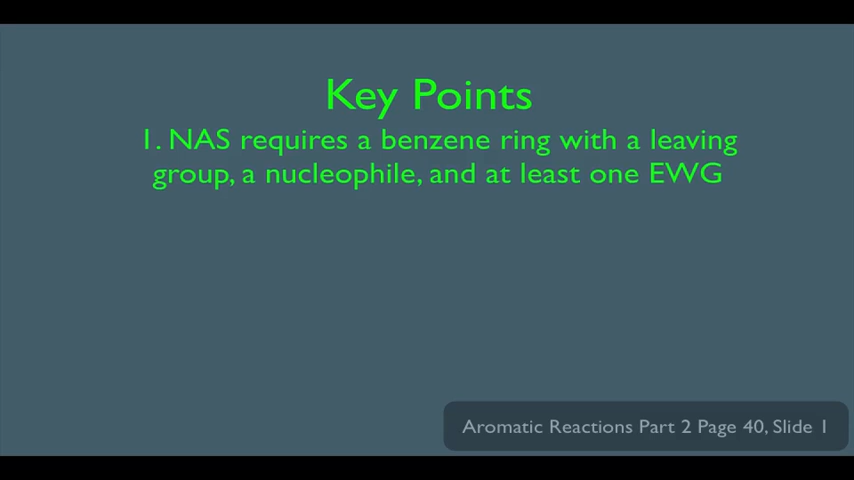 Key Points
1. NAS requires a benzene ring with a leaving
group, a nucleophile, and at least one EWG
Aromatic Reactions Part 2 Page 40, Slide 1